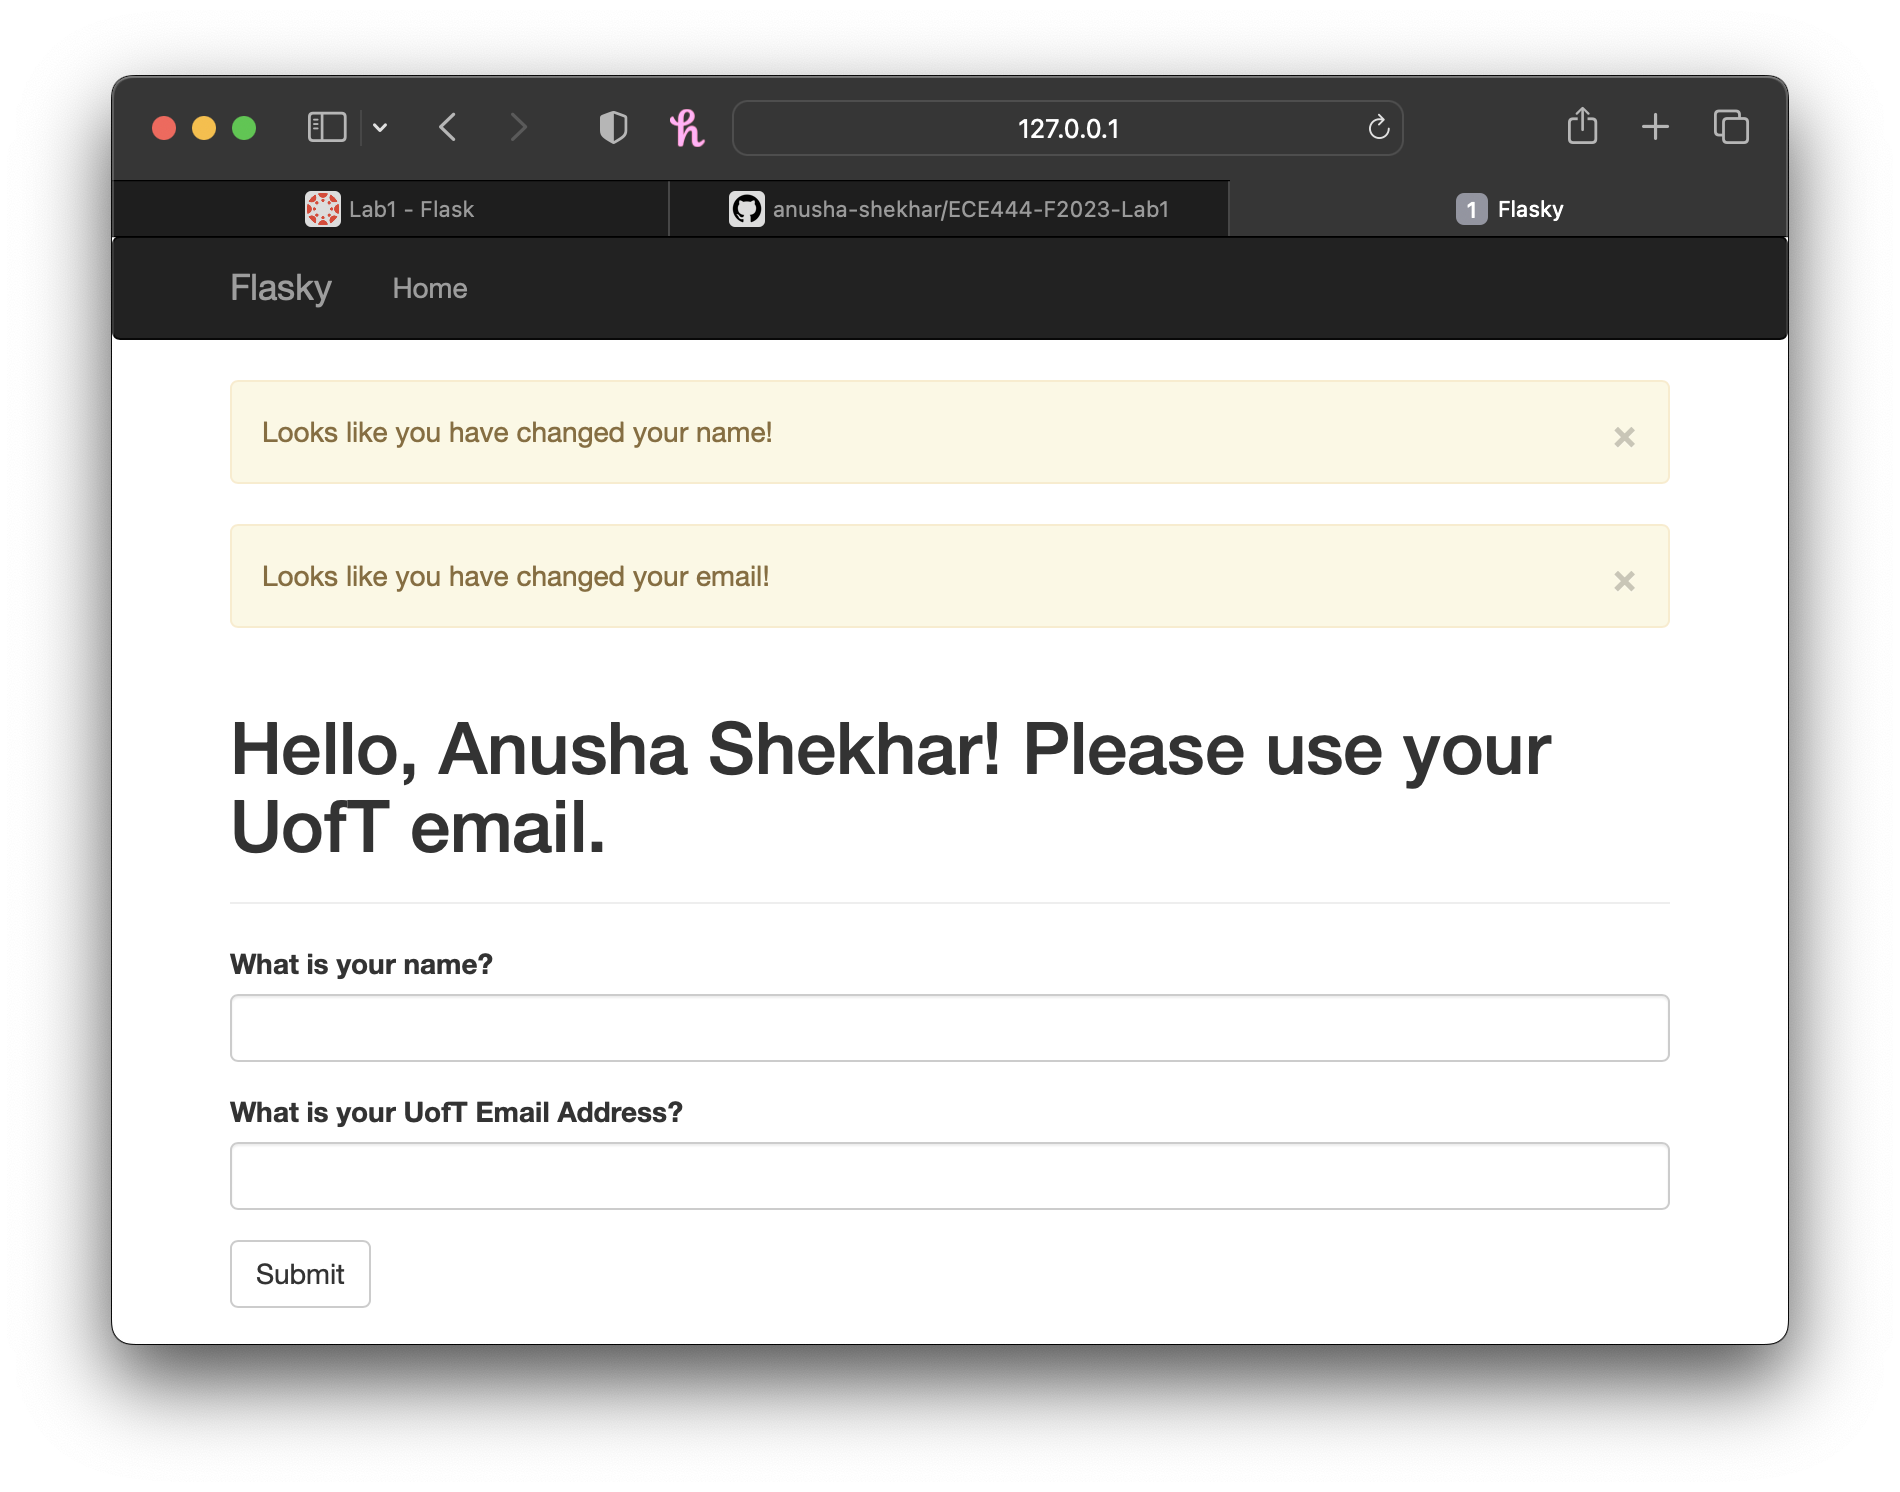 127.0.0.1
Lab1 - Flask
anusha-shekhar/ECE444-F2023-Lab1
1 Flasky
Flasky Home
Looks like you have changed your name!
×
Looks like you have changed your email!
×
Hello, Anusha Shekhar! Please use your
UofT email.
What is your name?
What is your UofT Email Address?
Submit